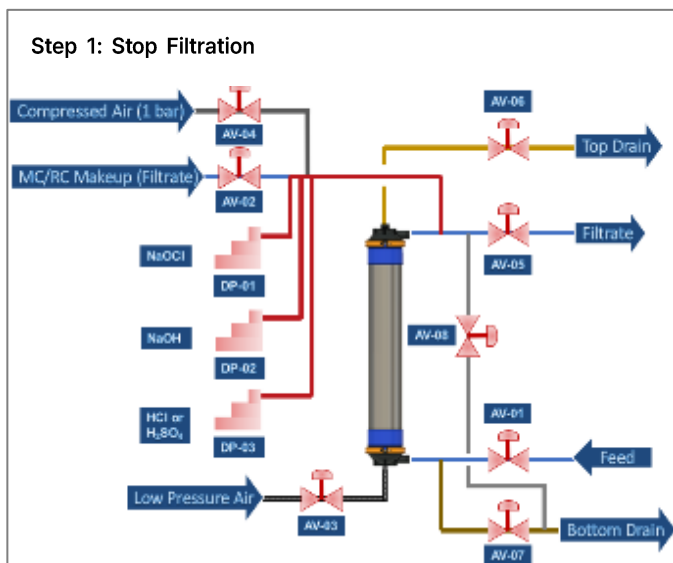 Step 1: Stop Filtration
Compressed Air (1 bar)
AV-04
MC/RC Makeup (Filtrate)
AV-02
NaOCl
DP-01
NaOH
DP-02
HCl or
H₂SO₄
DP-03
Low Pressure Air
AV-03
AV-06
Top Drain
Filtrate
AV-05
AV-08
AV-01
Feed
Bottom Drain
AV-07